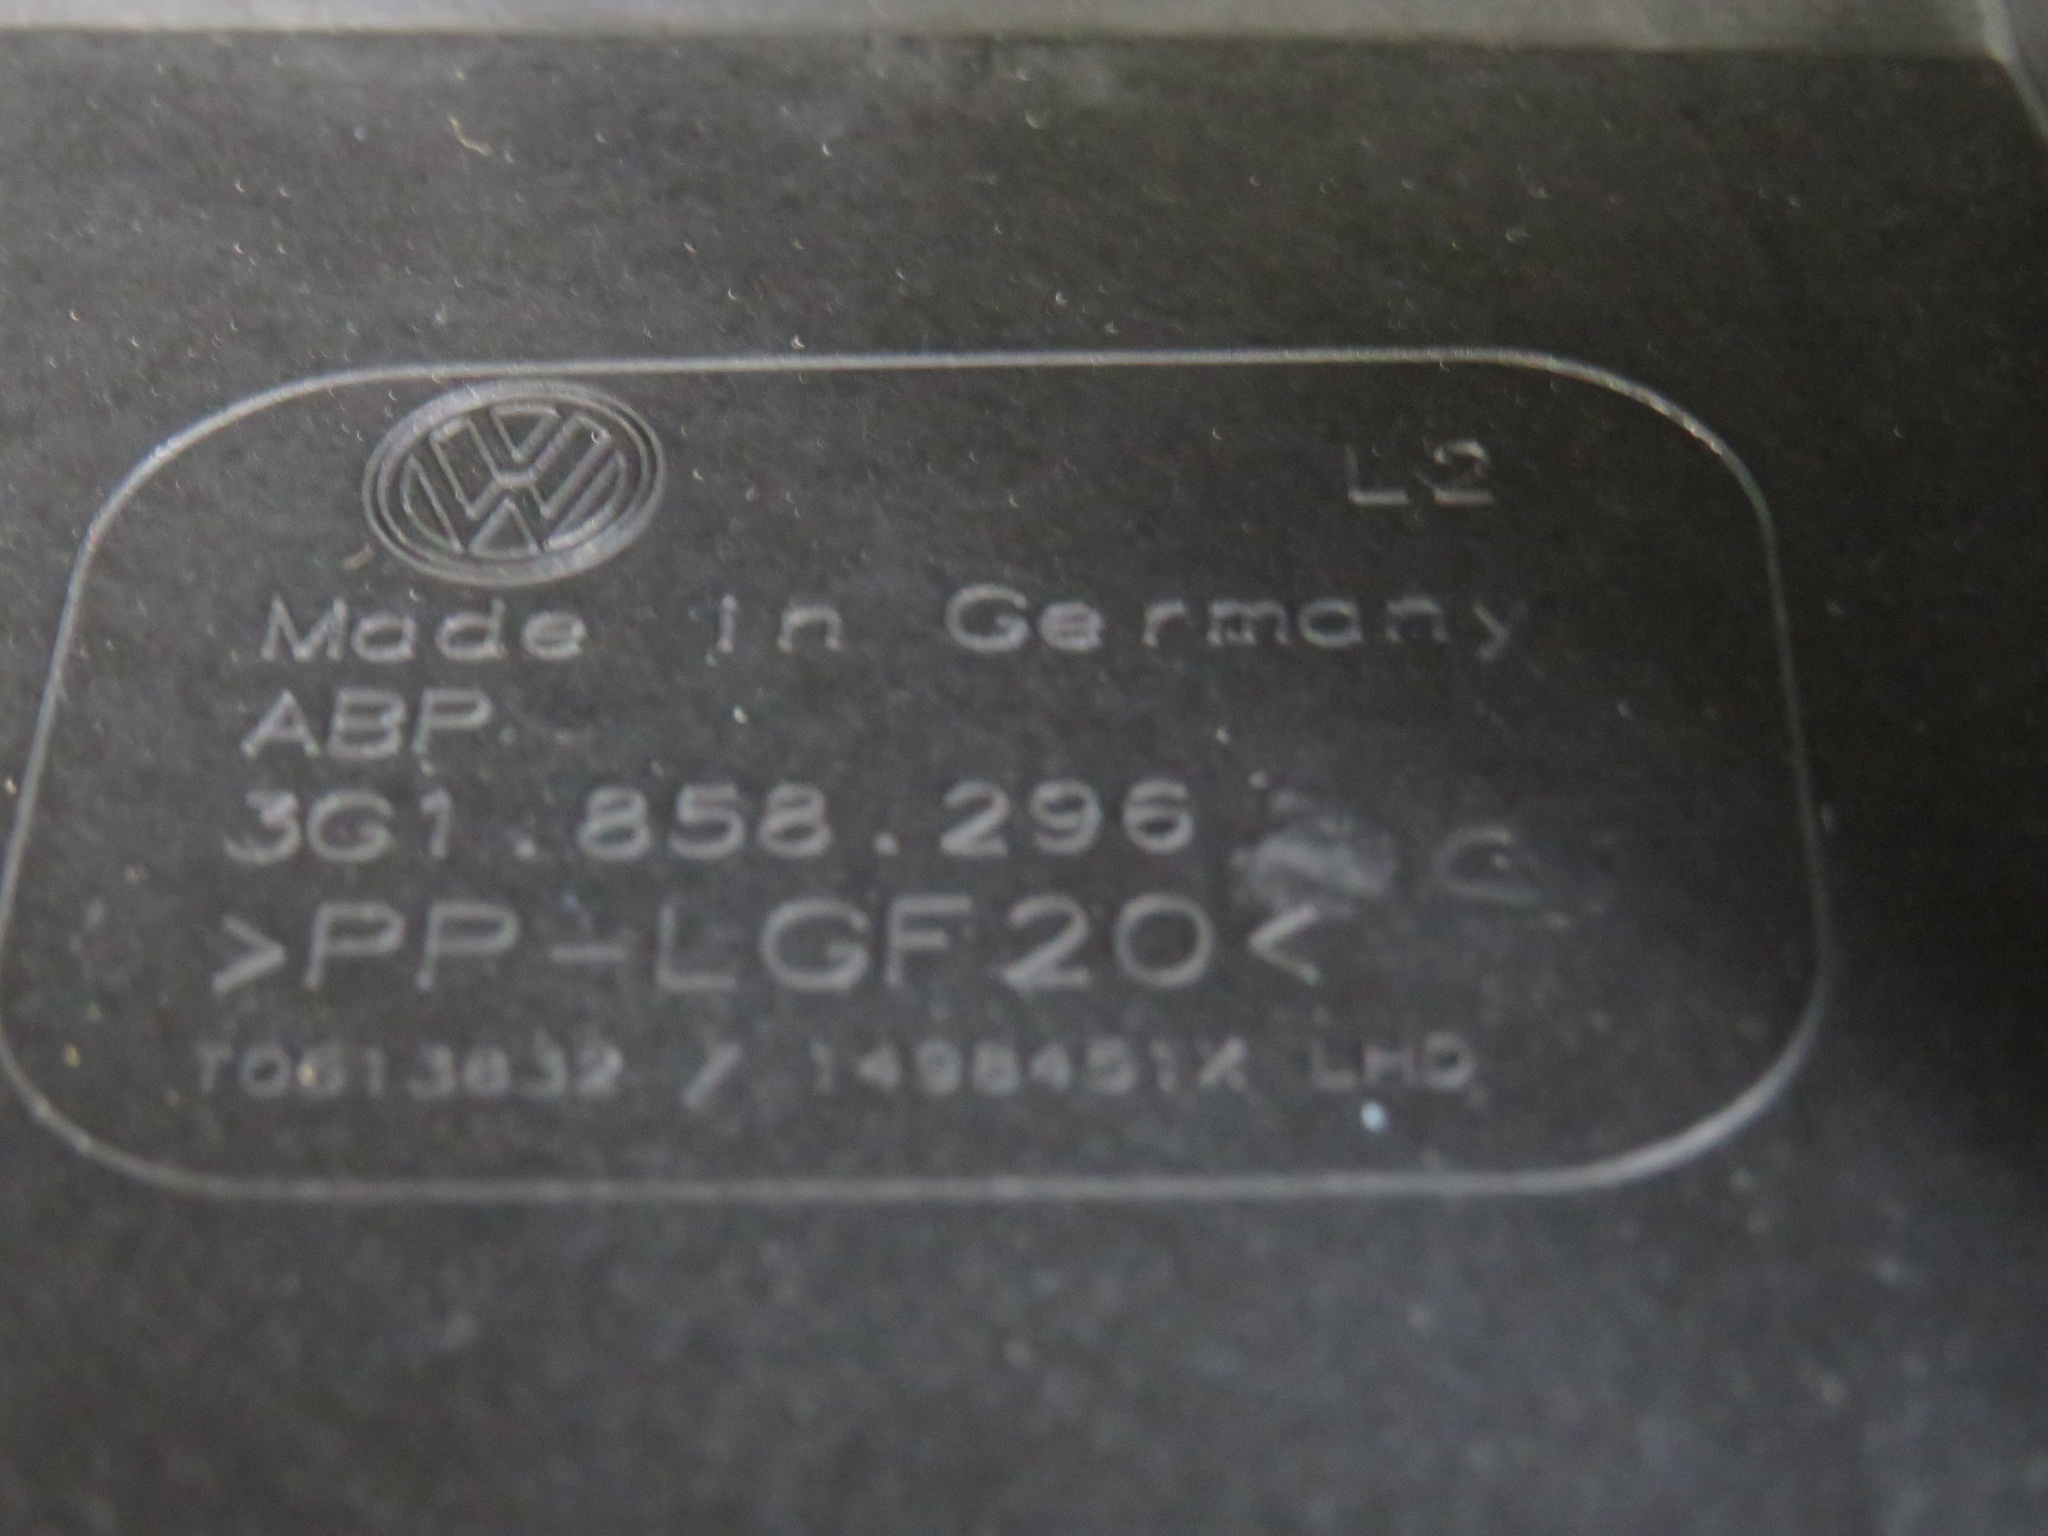 L2
Made in Germany
ABP
3G1.858.296 G
>PP-LGF20<
T0613832 / 1498451X LHD